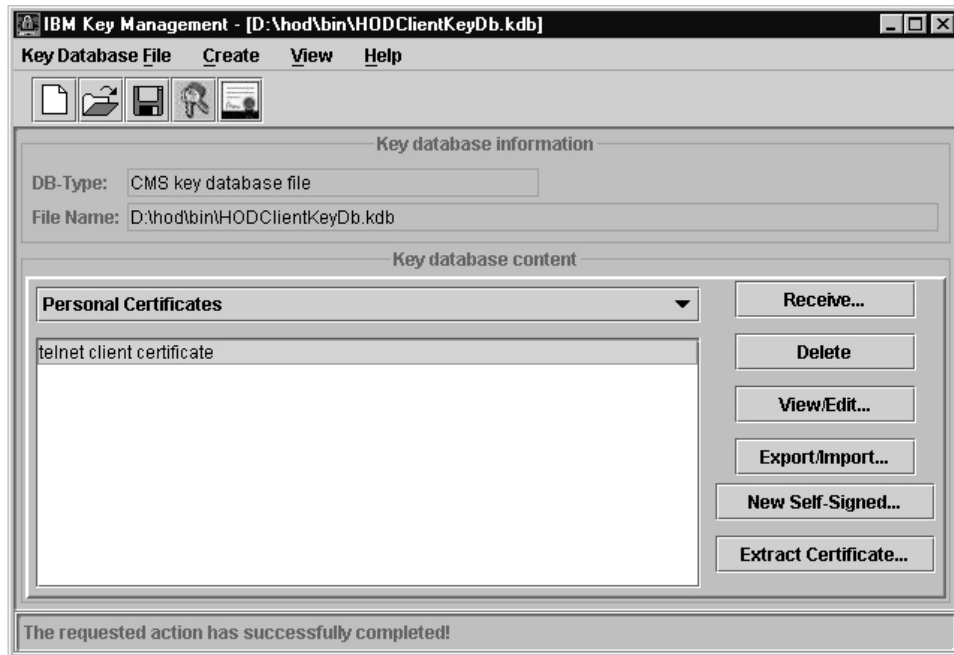 IBM Key Management - [D:\hod\bin\HODClientKeyDb.kdb]
Key Database File Create View Help
Key database information
DB-Type: CMS key database file
File Name: D:\hod\bin\HODClientKeyDb.kdb
Key database content
Personal Certificates
Receive...
telnet client certificate
Delete
View/Edit...
Export/Import...
New Self-Signed...
Extract Certificate...
The requested action has successfully completed!